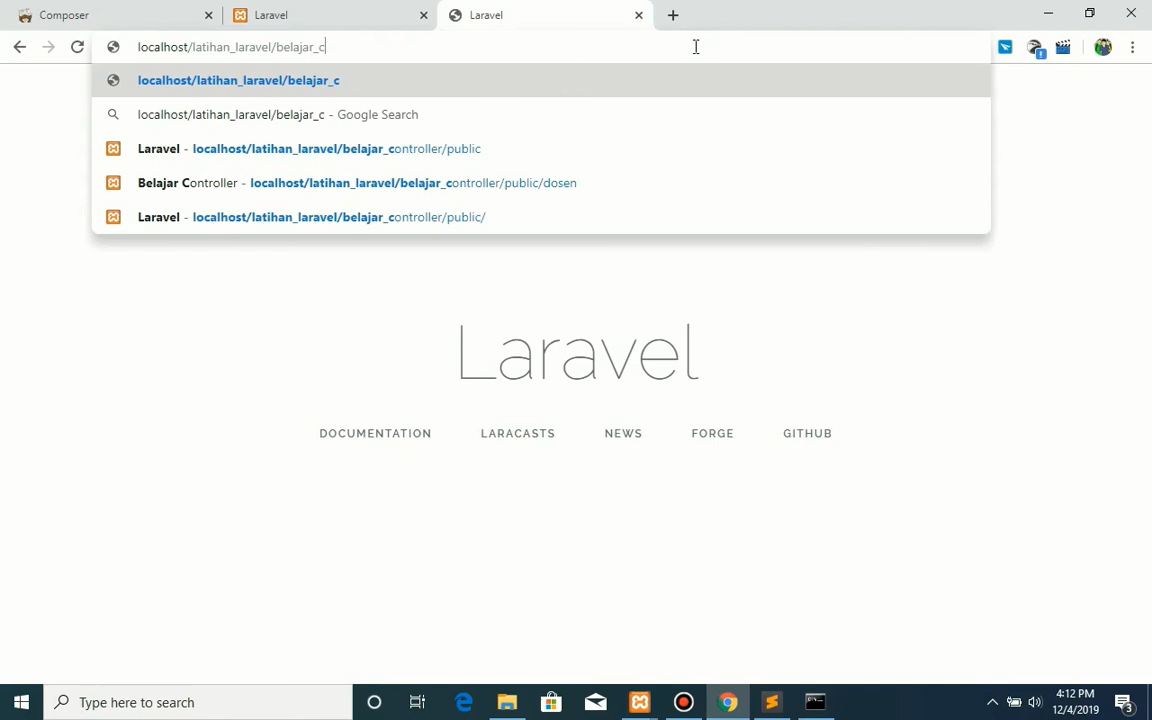 Composer
Laravel
Laravel
localhost/latihan_laravel/belajar_c
localhost/latihan_laravel/belajar_c
localhost/latihan_laravel/belajar_c - Google Search
Laravel - localhost/latihan_laravel/belajar_controller/public
Belajar Controller - localhost/latihan_laravel/belajar_controller/public/dosen
Laravel - localhost/latihan_laravel/belajar_controller/public/
Laravel
DOCUMENTATION LARACASTS NEWS FORGE GITHUB
Type here to search
4:12 PM
12/4/2019
3